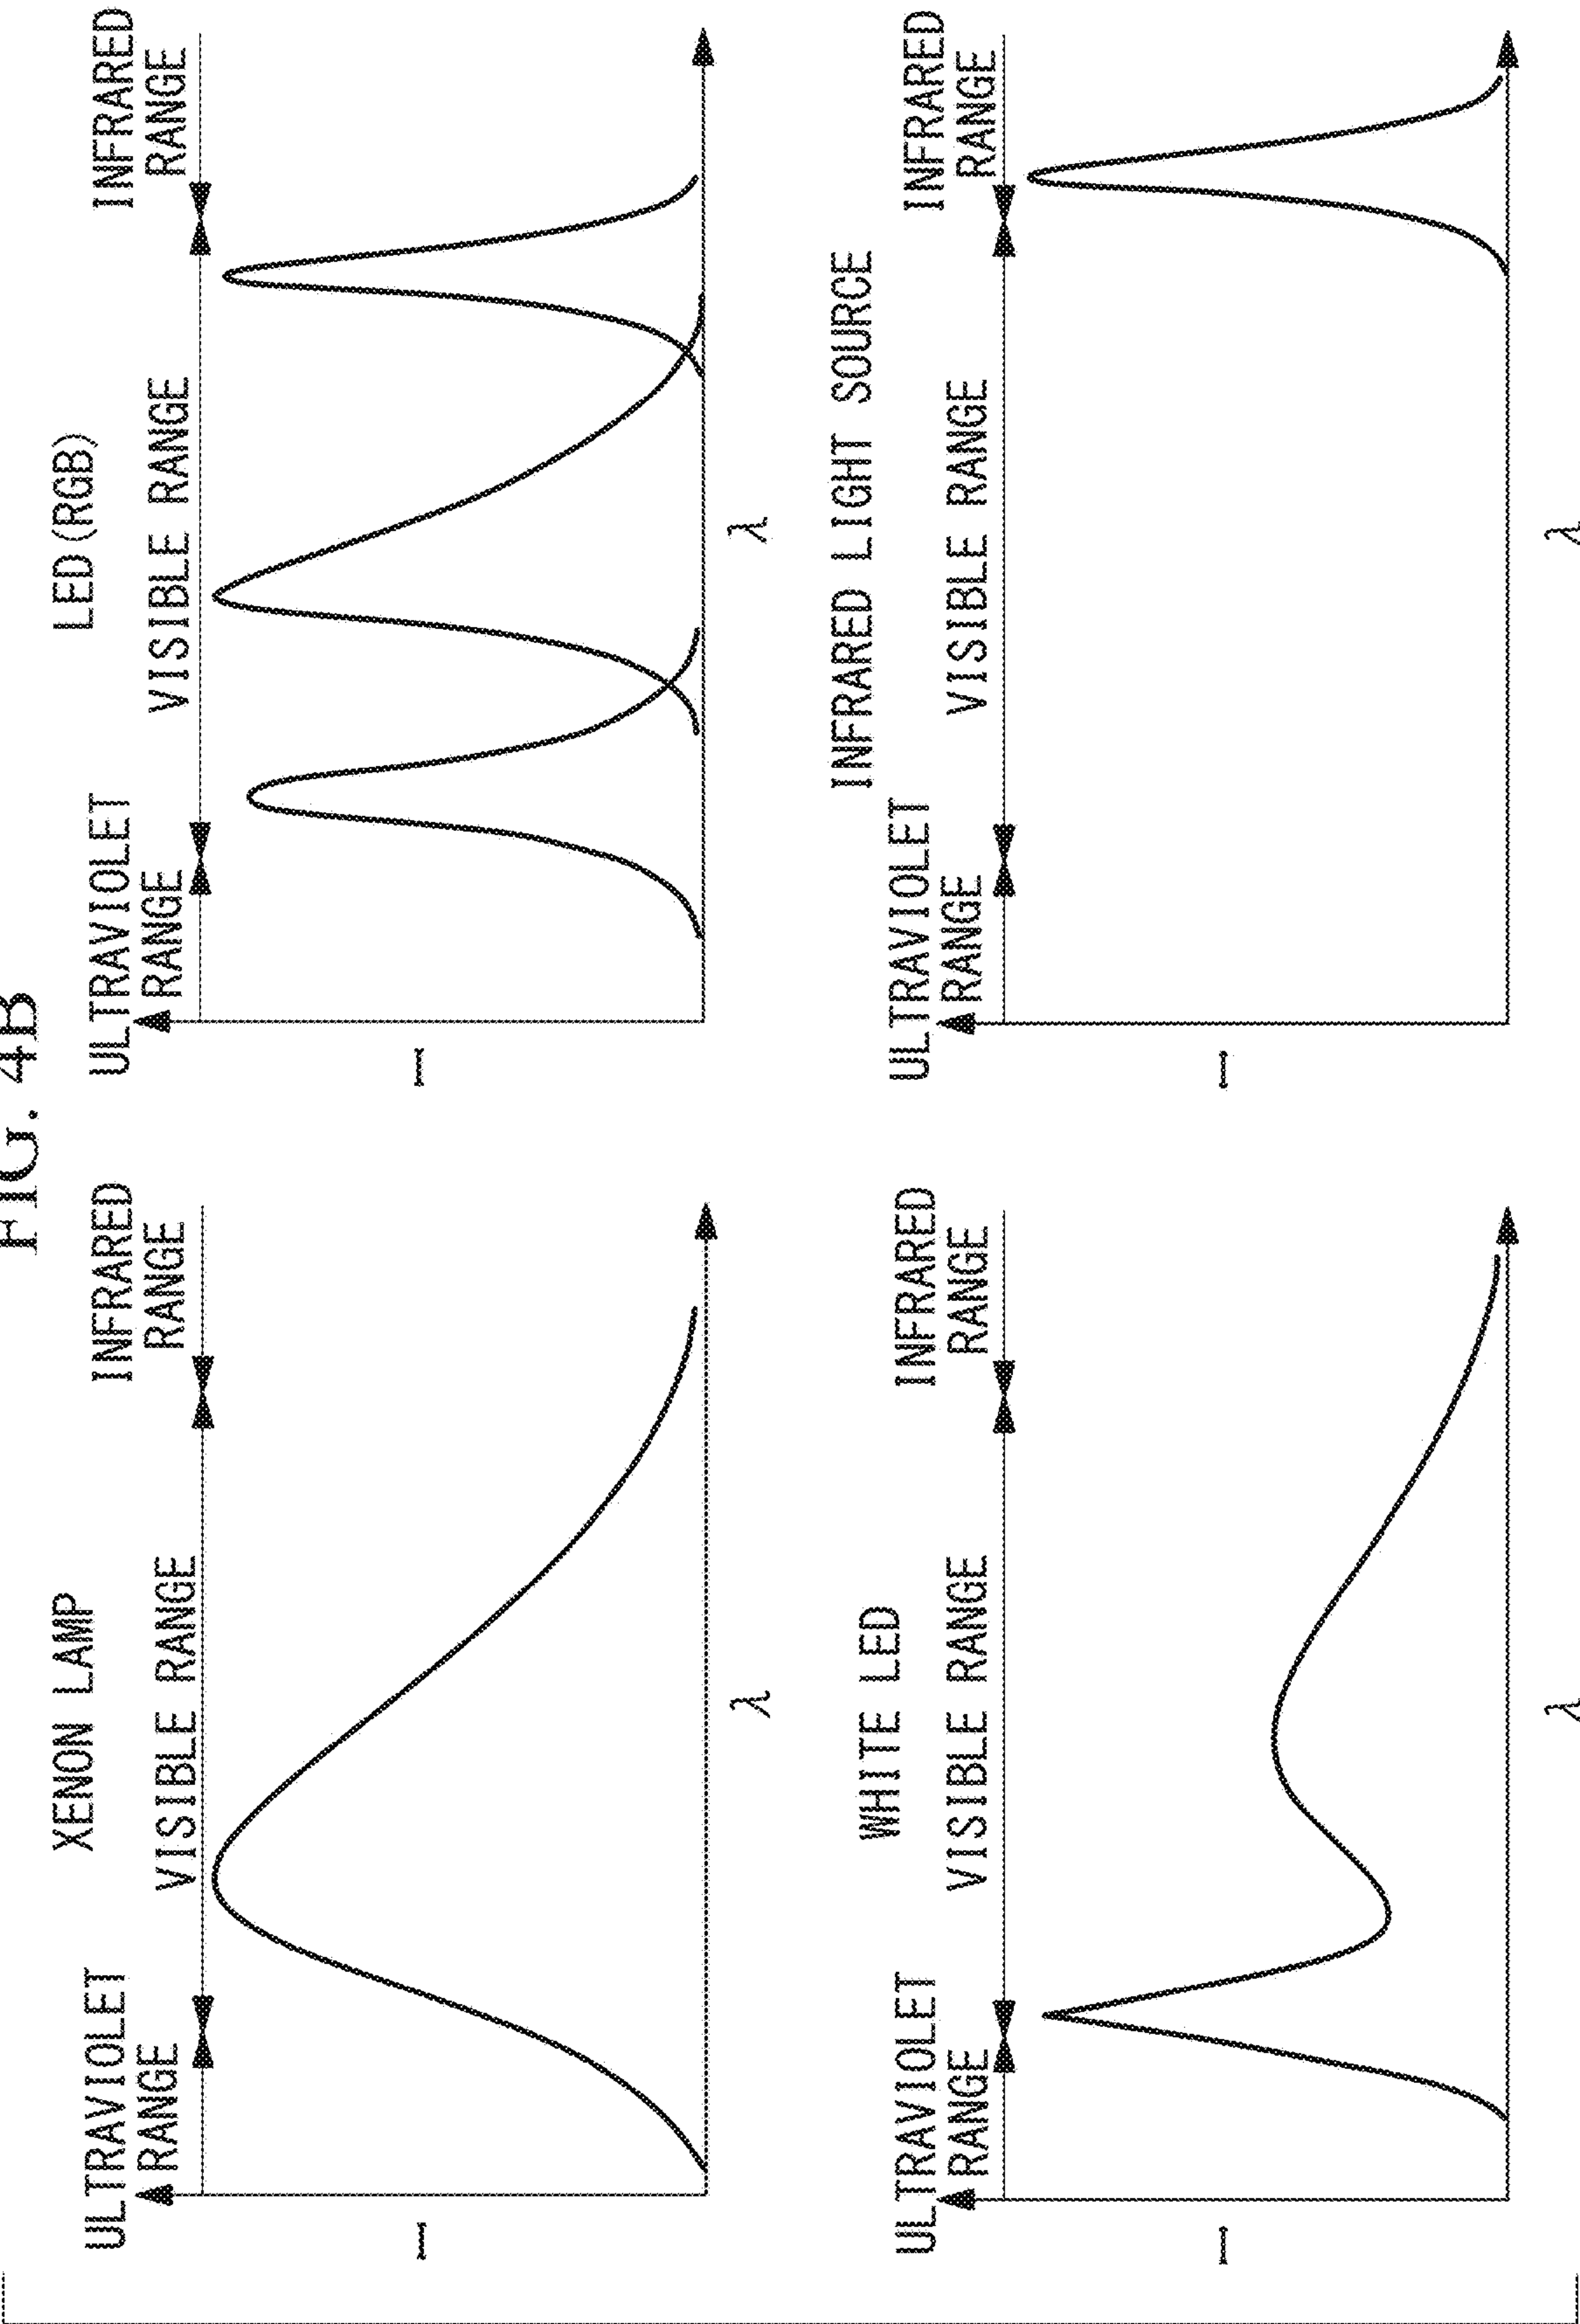 FIG. 4B
XENON LAMP
ULTRAVIOLET
RANGE
VISIBLE RANGE
INFRARED
RANGE
I
λ
LED (RGB)
ULTRAVIOLET
RANGE
VISIBLE RANGE
INFRARED
RANGE
I
λ
WHITE LED
ULTRAVIOLET
RANGE
VISIBLE RANGE
INFRARED
RANGE
I
λ
INFRARED LIGHT SOURCE
ULTRAVIOLET
RANGE
VISIBLE RANGE
INFRARED
RANGE
I
λ